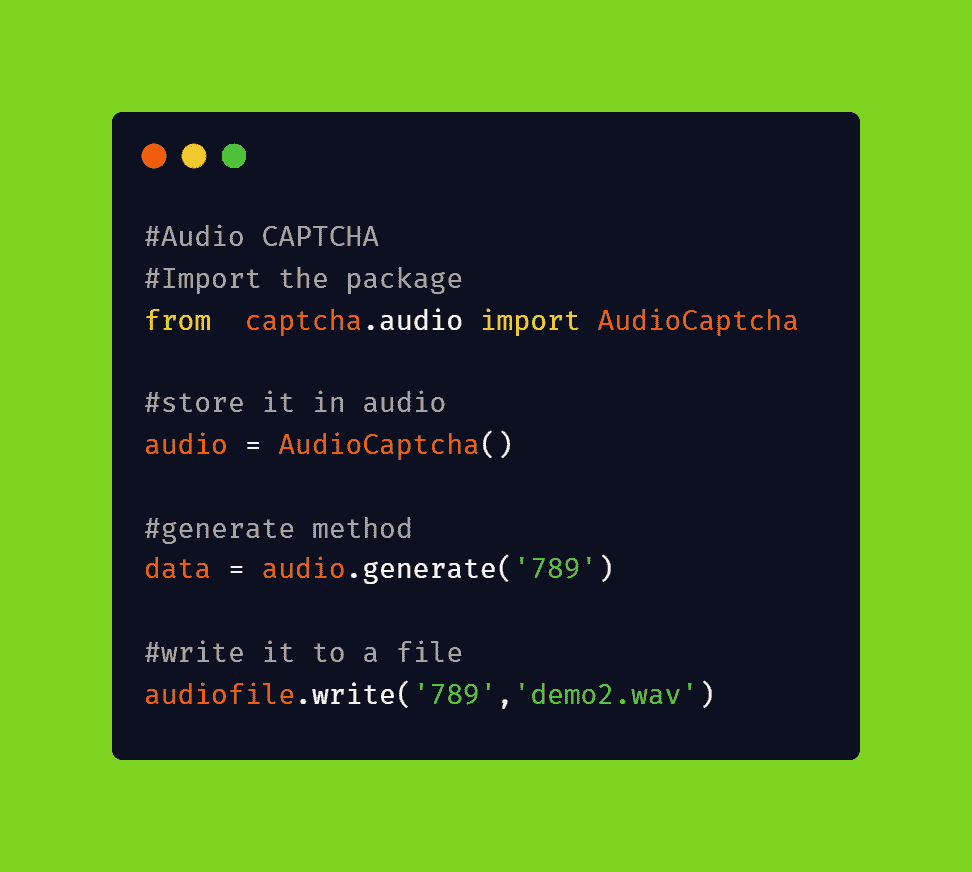 #Audio CAPTCHA
#Import the package
from  captcha.audio import AudioCaptcha
#store it in audio
audio = AudioCaptcha()
#generate method
data = audio.generate('789')
#write it to a file
audiofile.write('789','demo2.wav')